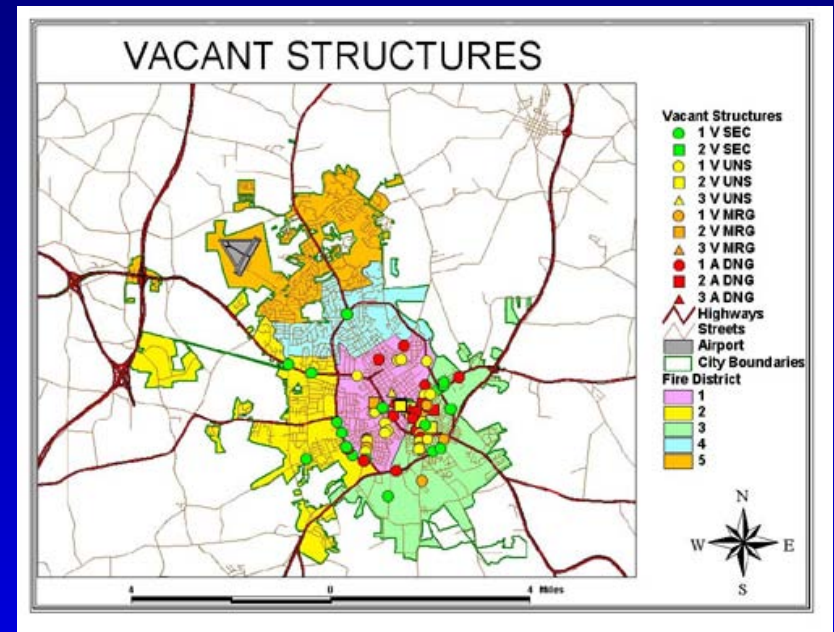 VACANT STRUCTURES
Vacant Structures
1 V SEC
2 V SEC
1 V UNS
2 V UNS
3 V UNS
1 V MRG
2 V MRG
3 V MRG
1 A DNG
2 A DNG
3 A DNG
Highways
Streets
Airport
City Boundaries
Fire District
1
2
3
4
5
N
W E
S
4 0 4 Miles